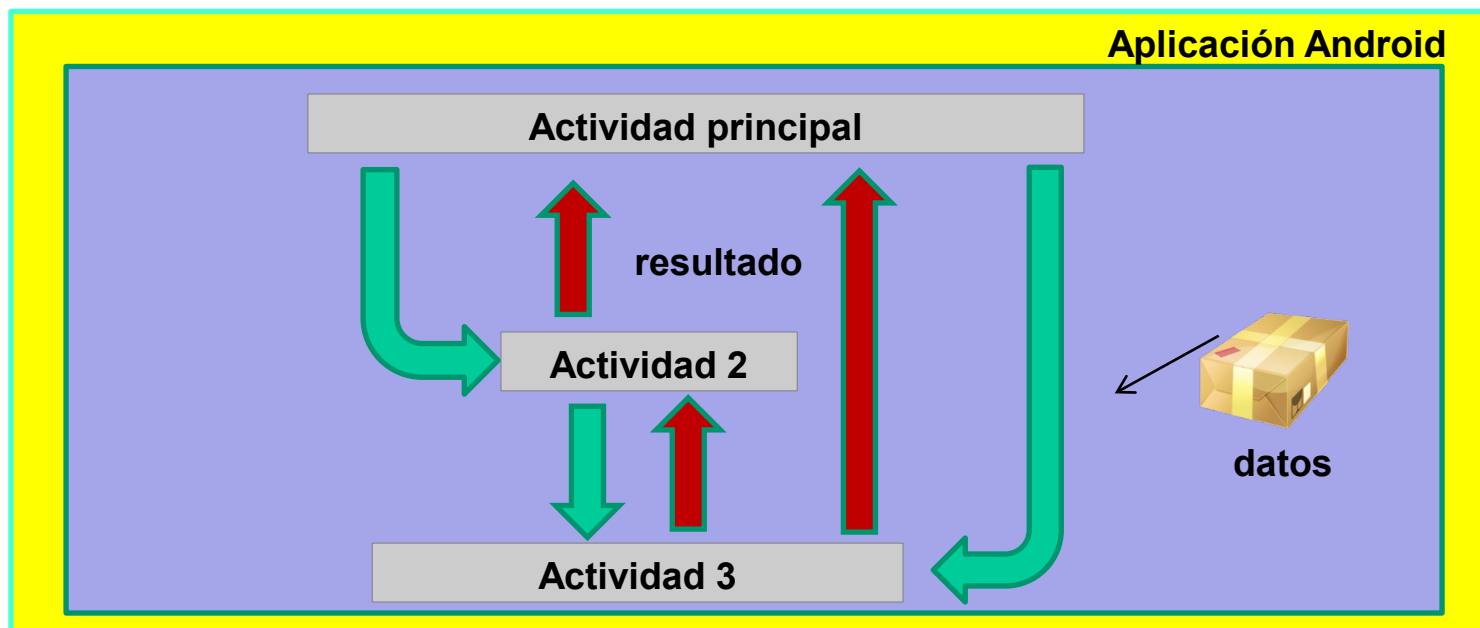 Aplicación Android
Actividad principal
resultado
Actividad 2
datos
Actividad 3